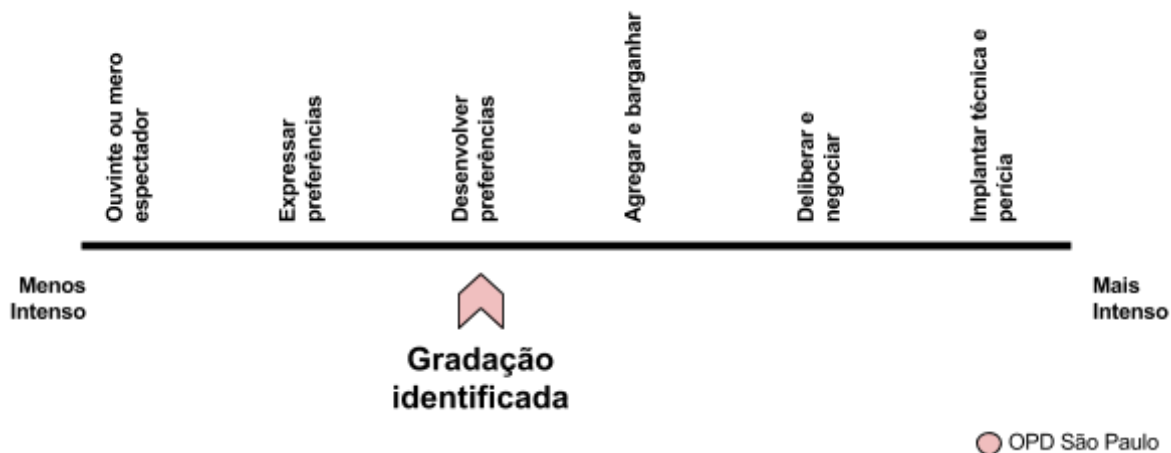 Ouvinte ou mero
espectador
Expressar
preferências
Desenvolver
preferências
Agregar e barganhar
Deliberar e
negociar
Implantar técnica e
perícia
Menos
Intenso
Mais
Intenso
Gradação
identificada
OPD São Paulo